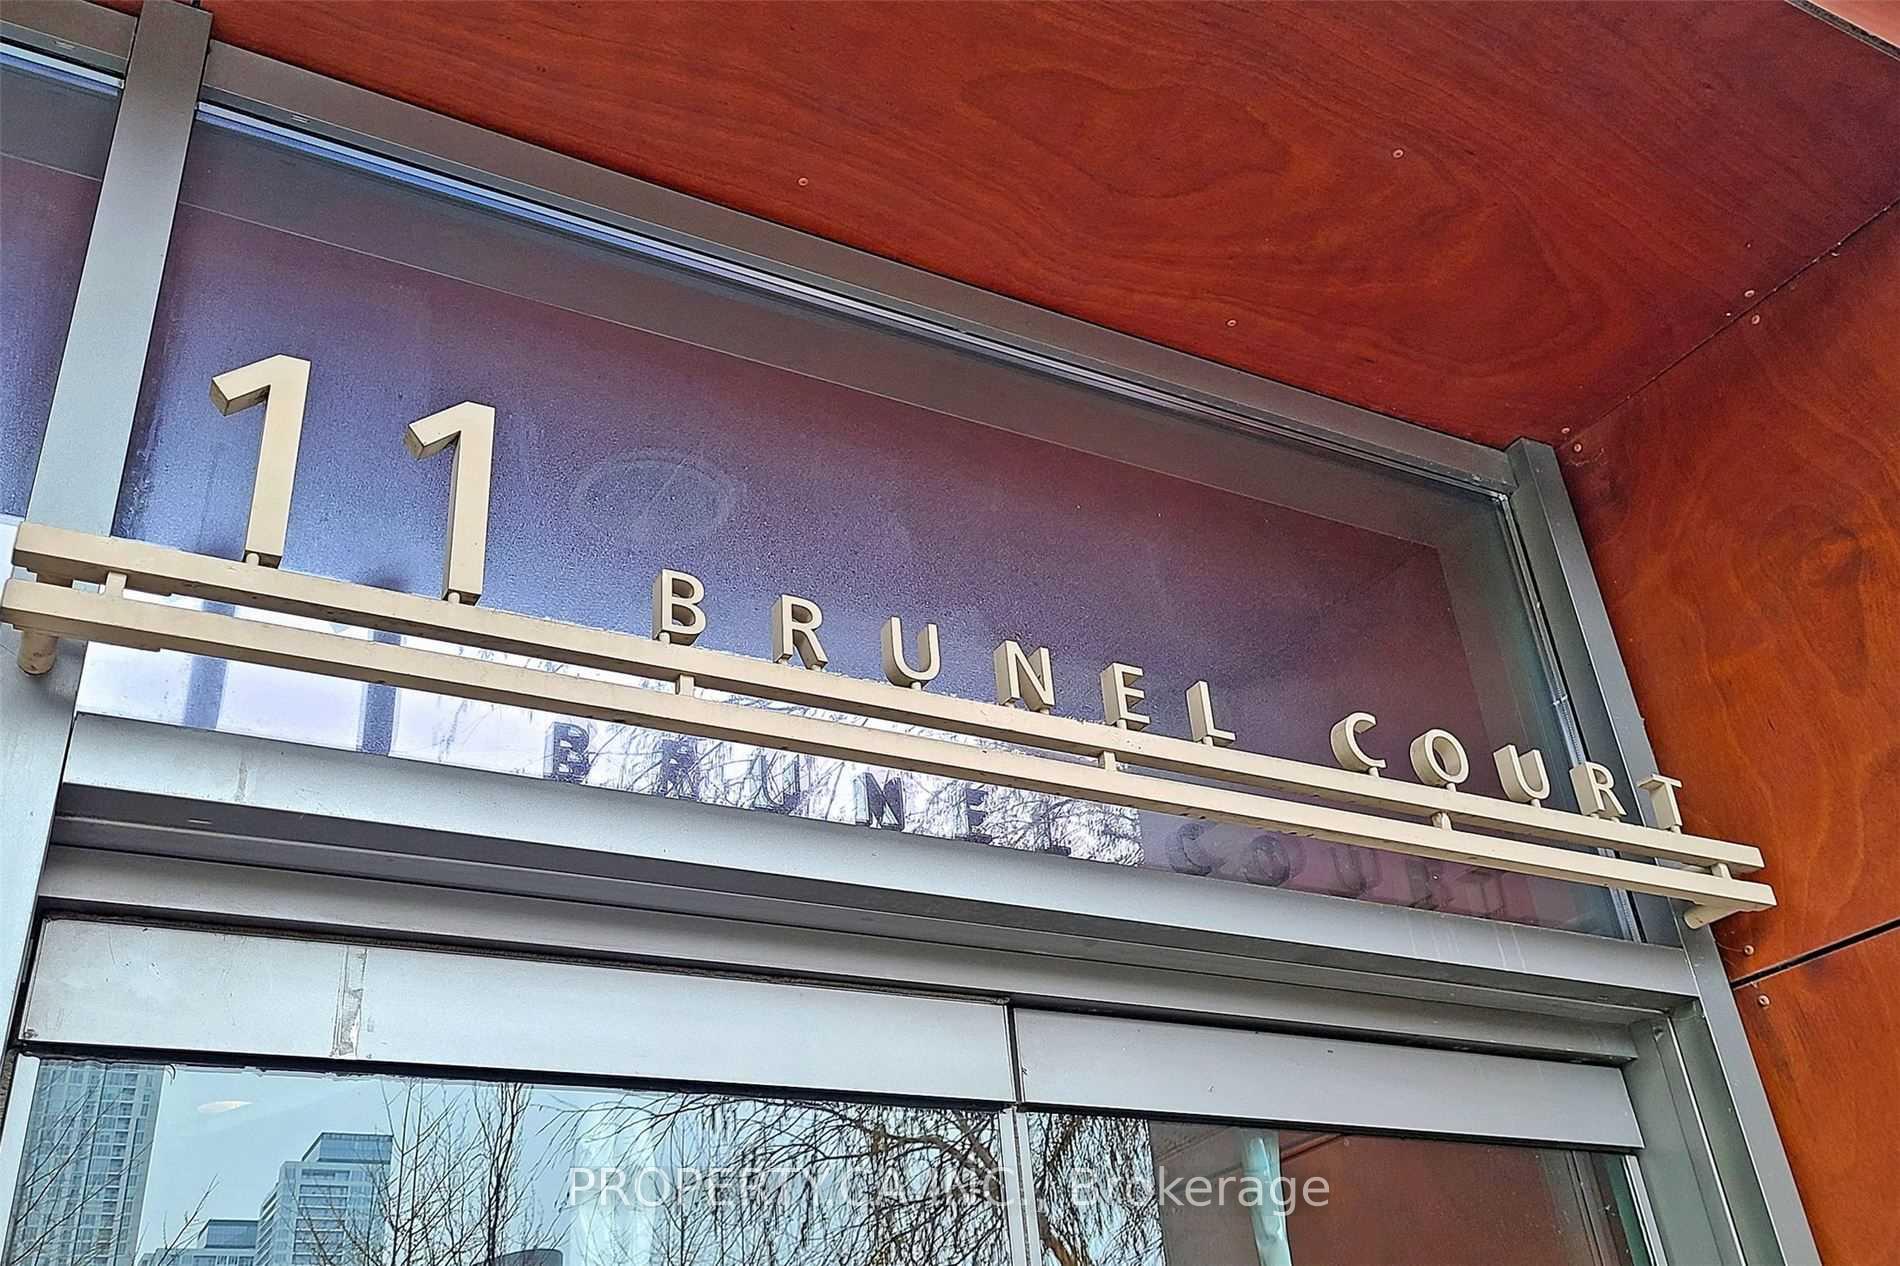 11 BRUNEL COURT
PROPERTY.CA INC., Brokerage